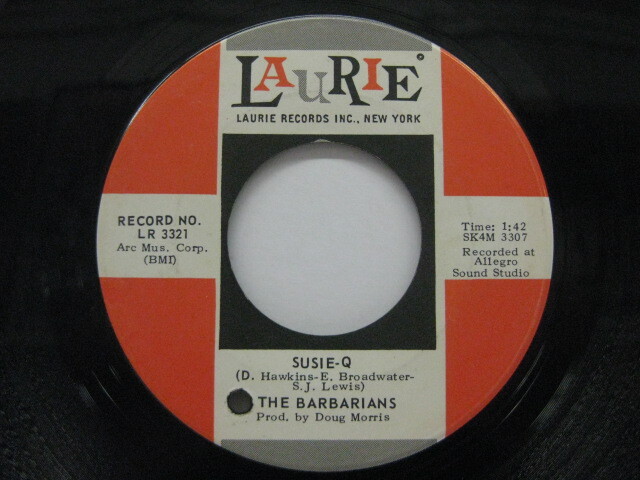 LAURIE®
LAURIE RECORDS INC., NEW YORK
RECORD NO.
LR 3321
Arc Mus. Corp.
(BMI)
Time: 1:42
SK4M 3307
Recorded at
Allegro
Sound Studio
SUSIE-Q
(D. Hawkins-E. Broadwater-
S.J. Lewis)
THE BARBARIANS
Prod. by Doug Morris